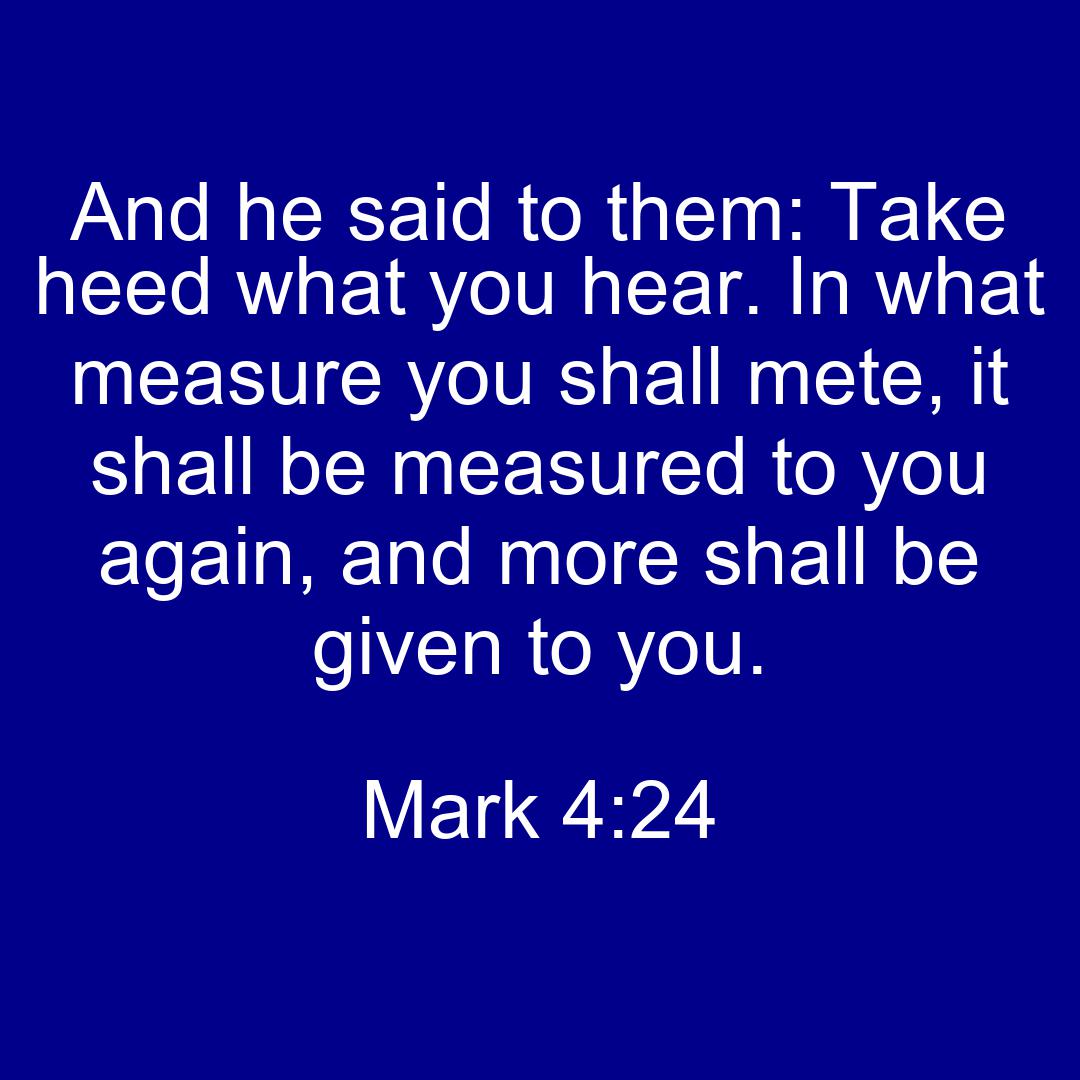 And he said to them: Take
heed what you hear. In what
measure you shall mete, it
shall be measured to you
again, and more shall be
given to you.
Mark 4:24